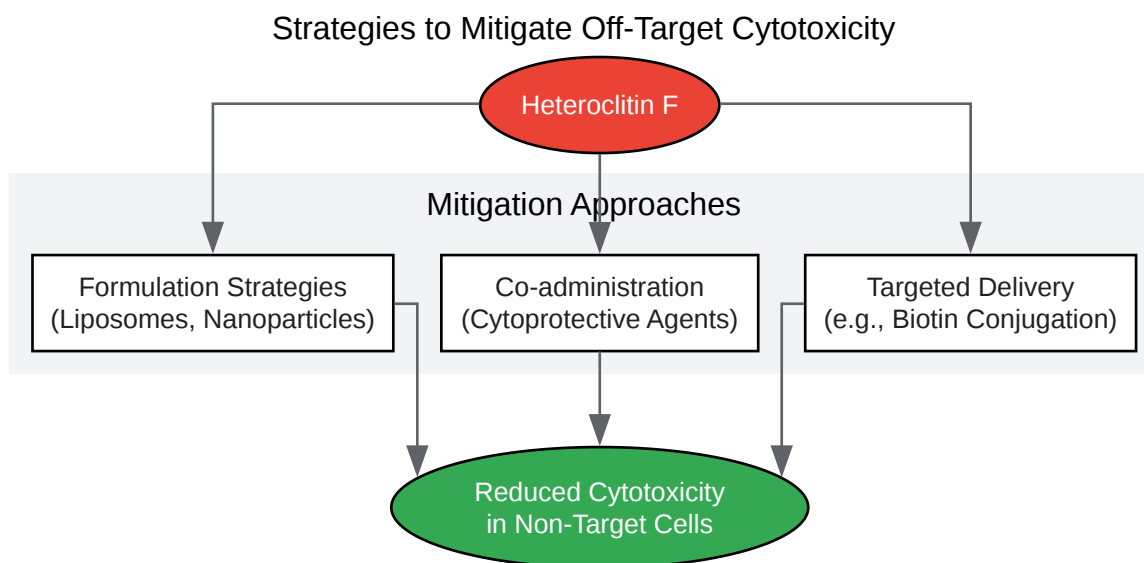 Strategies to Mitigate Off-Target Cytotoxicity
Heteroclitin F
Mitigation Approaches
Formulation Strategies
(Liposomes, Nanoparticles)
Co-administration
(Cytoprotective Agents)
Targeted Delivery
(e.g., Biotin Conjugation)
Reduced Cytotoxicity
in Non-Target Cells